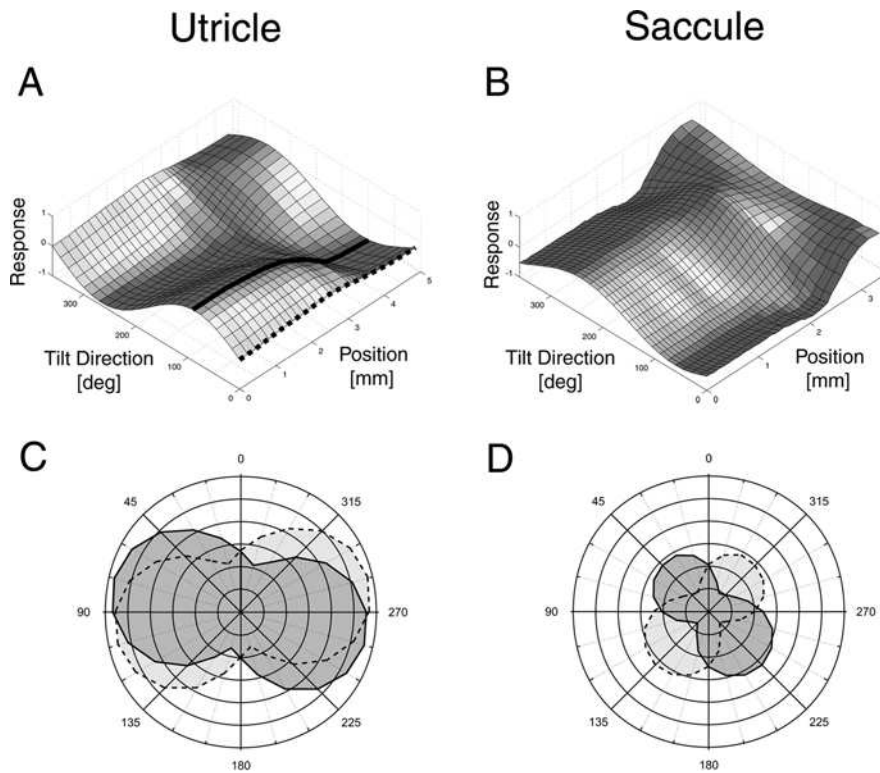 Utricle
Saccule
A
B
Response
1
0
-1
300
200
100
0
Tilt Direction
[deg]
0
1
2
3
4
5
Position
[mm]
Response
1
0
-1
300
200
100
0
Tilt Direction
[deg]
0
1
2
3
Position
[mm]
C
D
0
45
315
90
270
135
225
180
0
45
315
90
270
135
225
180